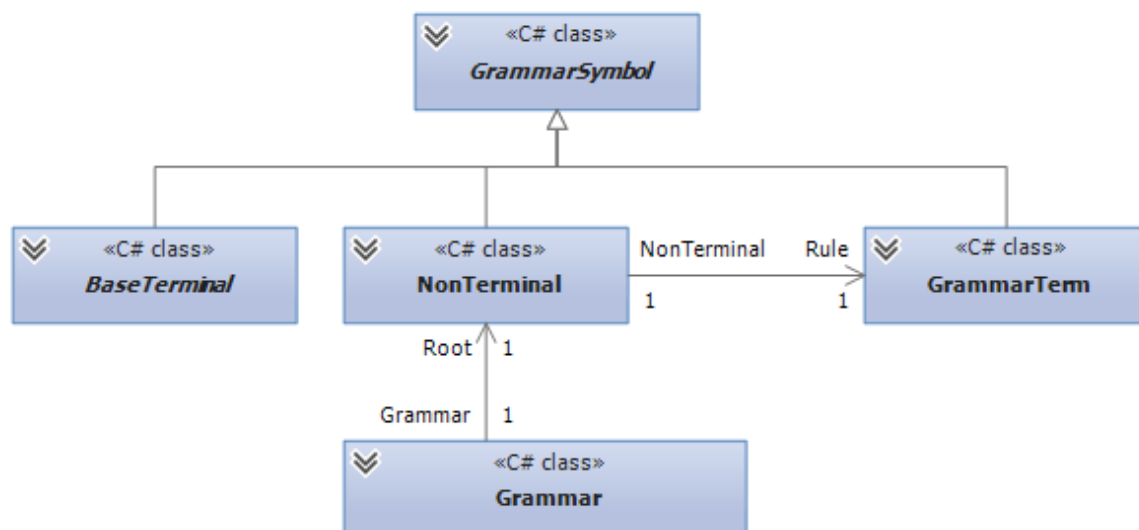 «C# class»
GrammarSymbol
«C# class»
BaseTerminal
«C# class»
NonTerminal
NonTerminal
Rule
1
1
«C# class»
GrammarTerm
Root
1
Grammar
1
«C# class»
Grammar